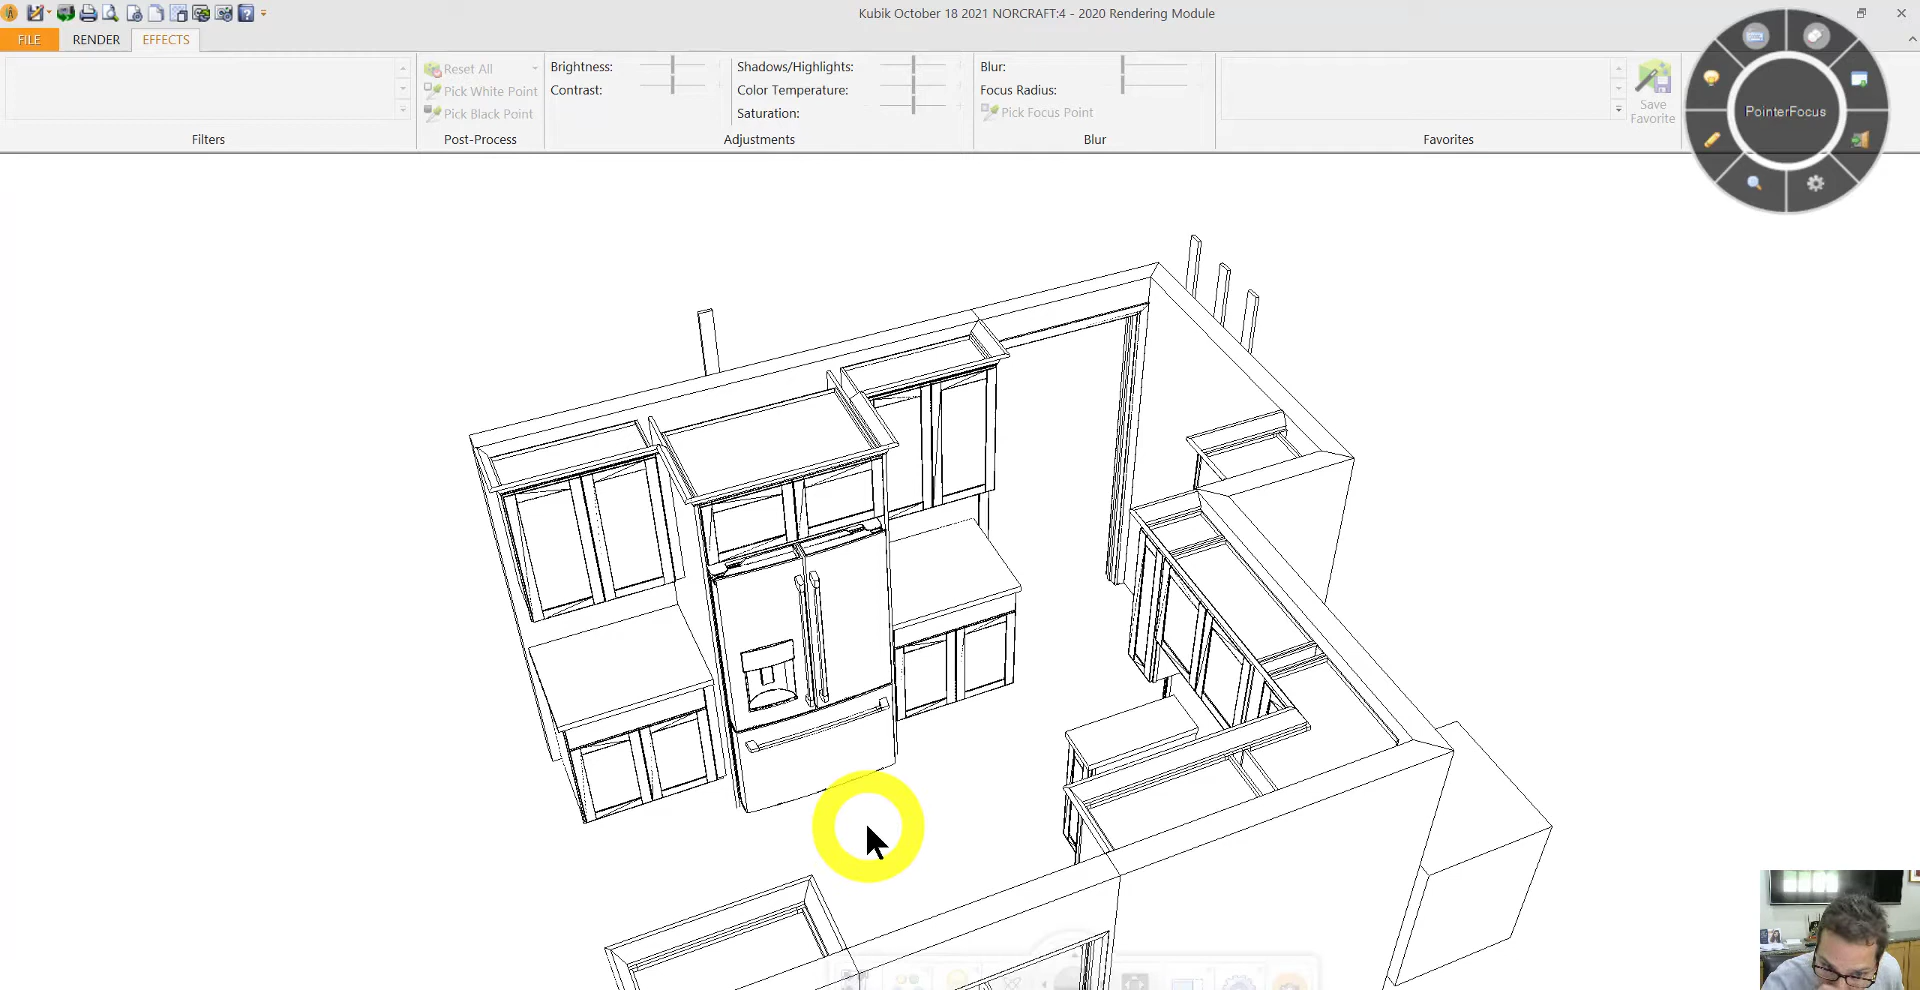 Kubik October 18 2021 NORCRAFT:4 - 2020 Rendering Module
FILE
RENDER
EFFECTS
Reset All
Pick White Point
Pick Black Point
Brightness:
Contrast:
Shadows/Highlights:
Color Temperature:
Saturation:
Blur:
Focus Radius:
Pick Focus Point
Save
Favorite
Filters
Post-Process
Adjustments
Blur
Favorites
PointerFocus